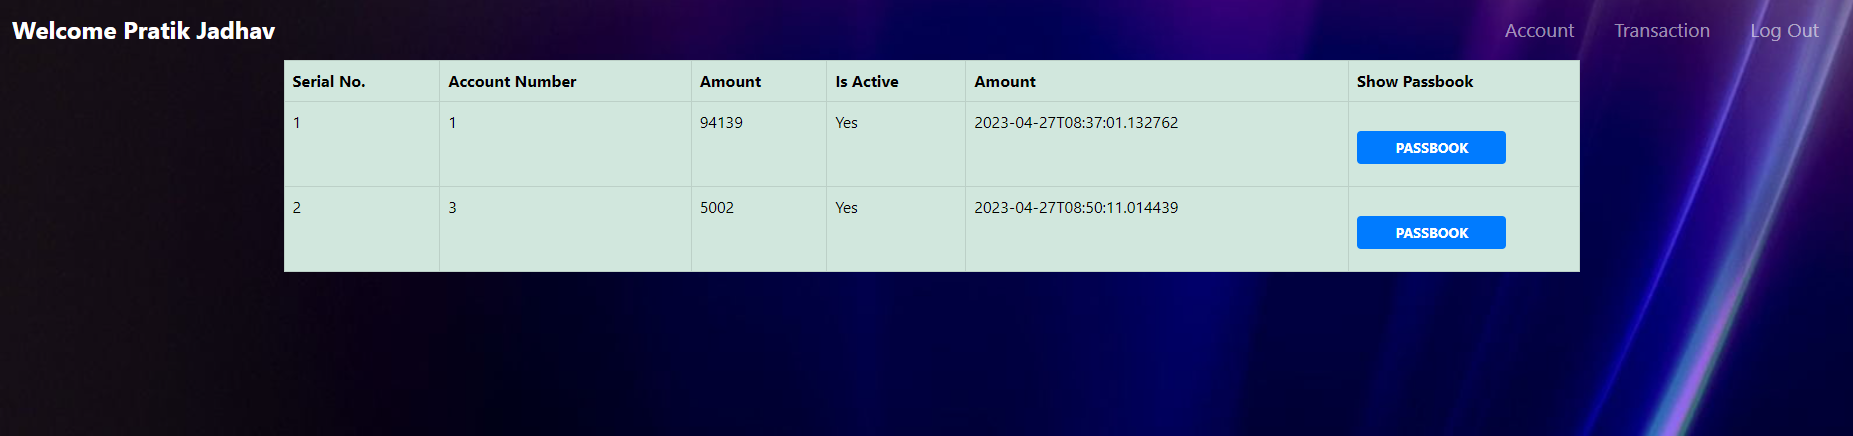 Welcome Pratik Jadhav Account Transaction Log Out
Serial No. Account Number Amount Is Active Amount Show Passbook
1 1 94139 Yes 2023-04-27T08:37:01.132762 PASSBOOK
2 3 5002 Yes 2023-04-27T08:50:11.014439 PASSBOOK